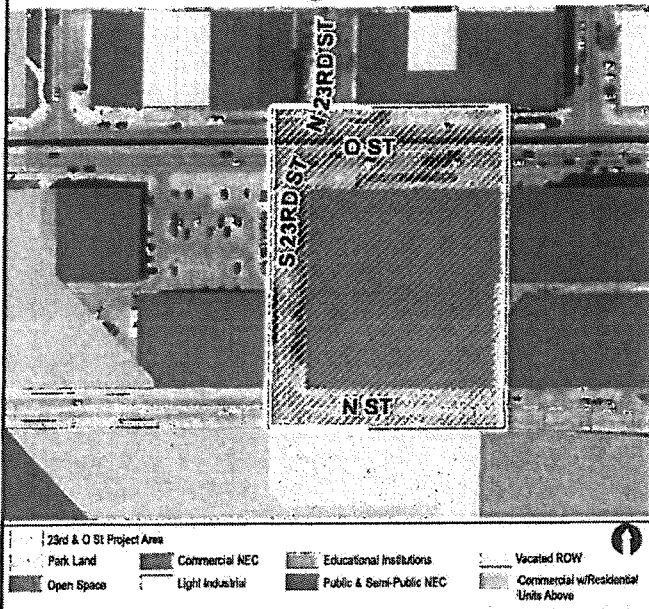 N 23RD ST
O ST
S 23RD ST
N ST
23rd & O St Project Area
Park Land
Commercial NEC
Educational Institutions
Vacated ROW
Open Space
Light Industrial
Public & Semi-Public NEC
Commercial w/Residential
Units Above